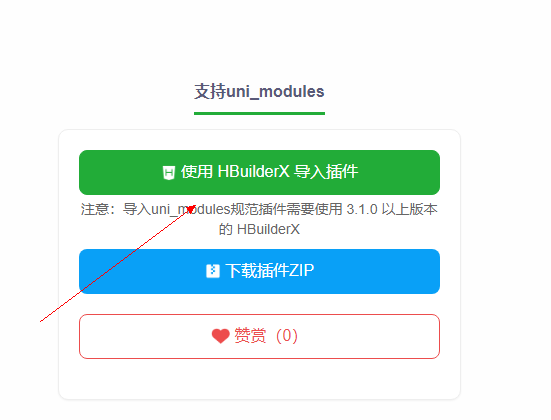 支持uni_modules
使用 HBuilderX 导入插件
注意：导入uni_modules规范插件需要使用 3.1.0 以上版本
的 HBuilderX
下载插件ZIP
赞赏（0）